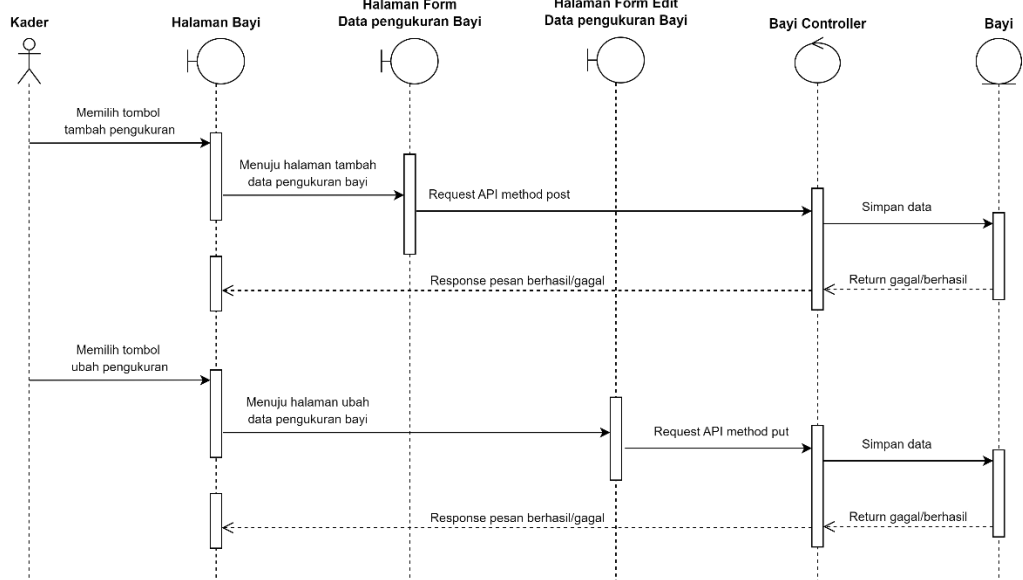 Kader
Halaman Bayi
Halaman Form
Data pengukuran Bayi
Halaman Form Edit
Data pengukuran Bayi
Bayi Controller
Bayi
Memilih tombol
tambah pengukuran
Menuju halaman tambah
data pengukuran bayi
Request API method post
Simpan data
Response pesan berhasil/gagal
Return gagal/berhasil
Memilih tombol
ubah pengukuran
Menuju halaman ubah
data pengukuran bayi
Request API method put
Simpan data
Response pesan berhasil/gagal
Return gagal/berhasil